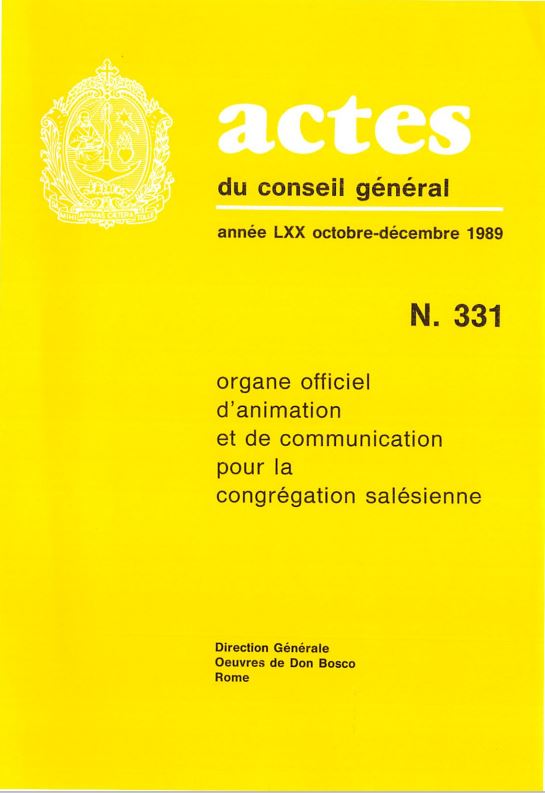 actes
du conseil général
année LXX octobre-décembre 1989
N. 331
organe officiel
d'animation
et de communication
pour la
congrégation salésienne
Direction Générale
Oeuvres de Don Bosco
Rome